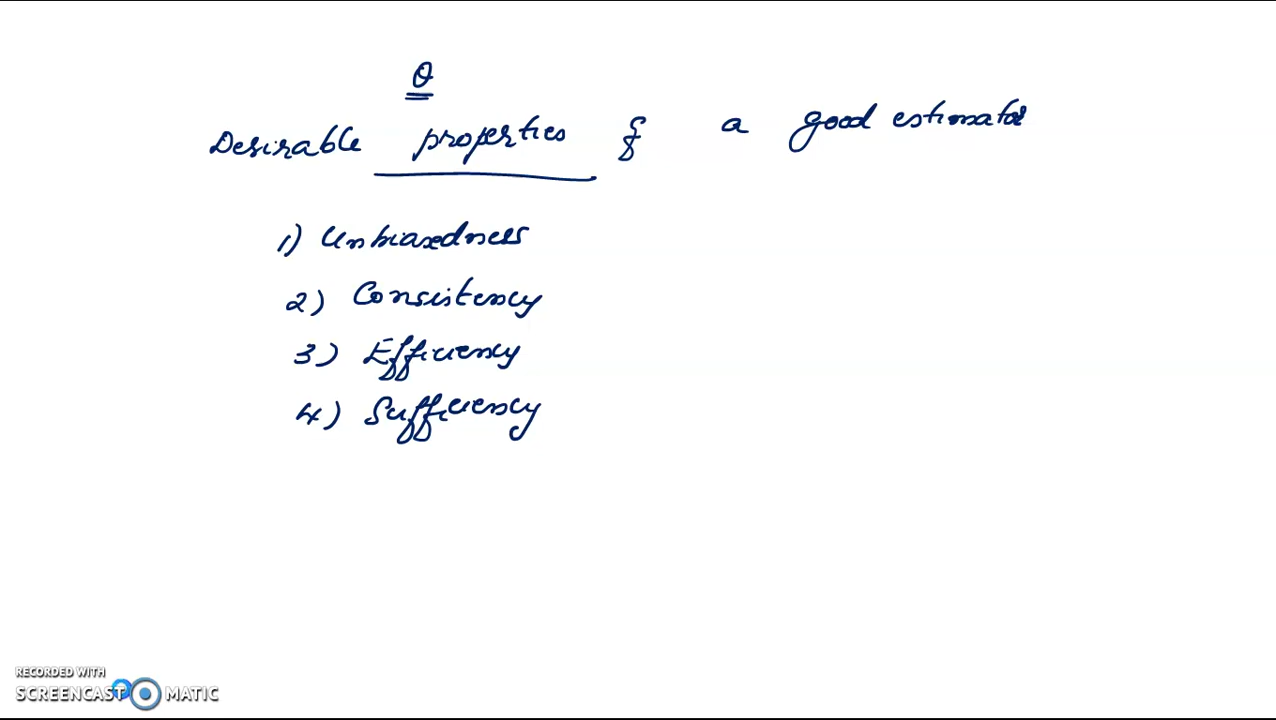 θ
Desirable properties of a good estimator
1) Unbiasedness
2) Consistency
3) Efficiency
4) Sufficiency
RECORDED WITH
SCREENCAST MATIC